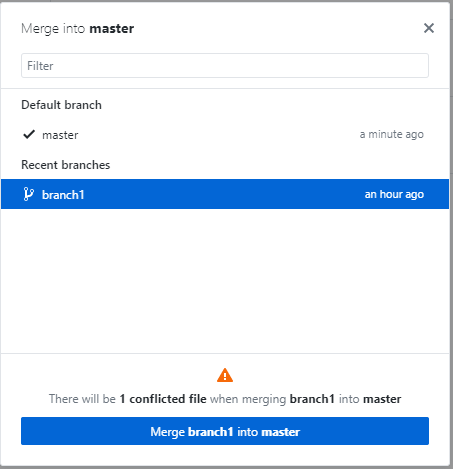 Merge into master
Filter
Default branch
master a minute ago
Recent branches
branch1 an hour ago
There will be 1 conflicted file when merging branch1 into master
Merge branch1 into master